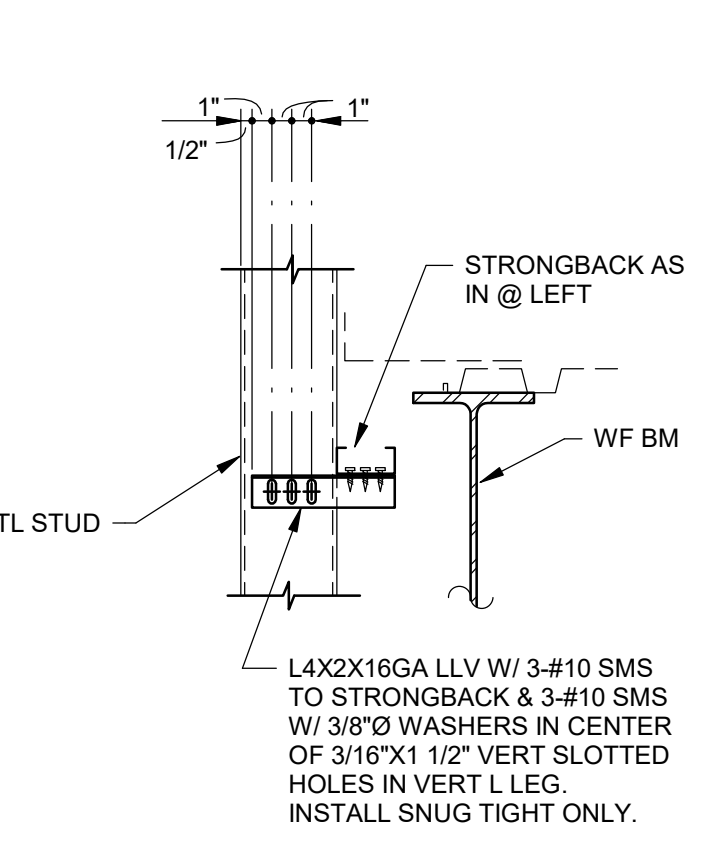 1"
1"
1/2"
STRONGBACK AS
IN @ LEFT
WF BM
TL STUD
L4X2X16GA LLV W/ 3-#10 SMS
TO STRONGBACK & 3-#10 SMS
W/ 3/8"Ø WASHERS IN CENTER
OF 3/16"X1 1/2" VERT SLOTTED
HOLES IN VERT L LEG.
INSTALL SNUG TIGHT ONLY.